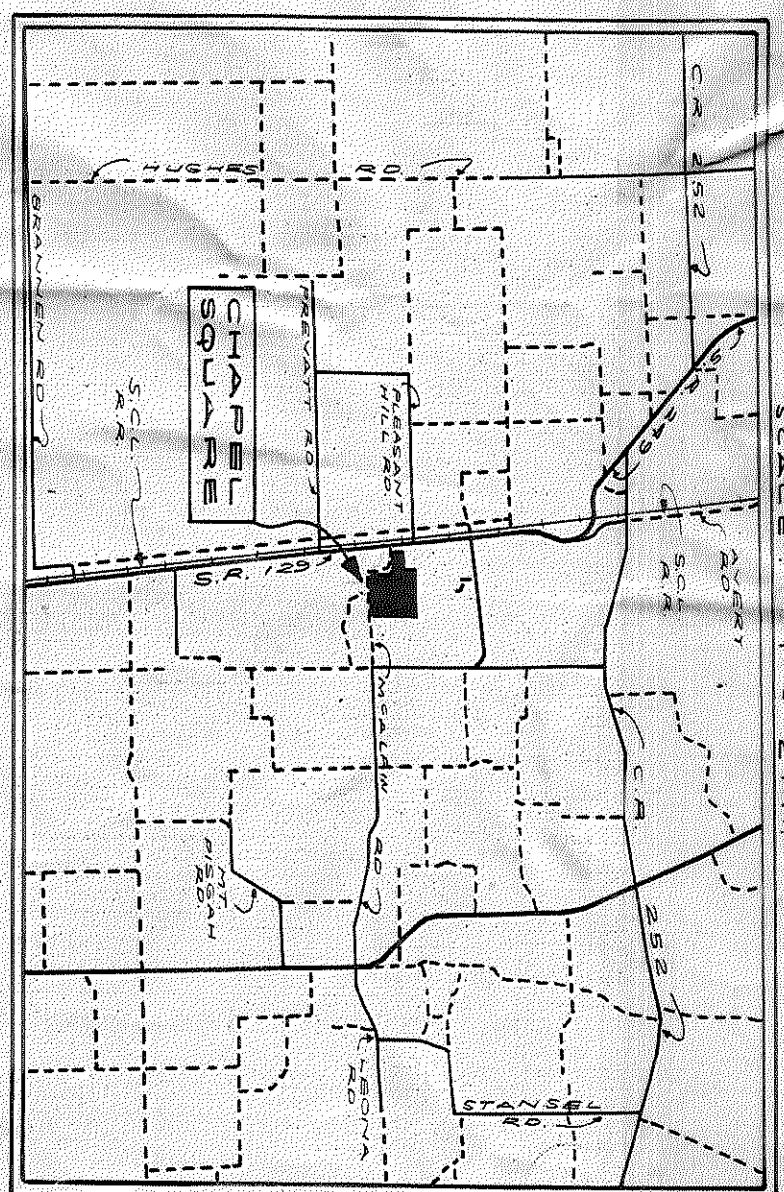 C.R. 252
HUGHES RD.
S.R. 249
BRANNEN RD
PREVATT RD
PLEASANT
HILL RD.
CHAPEL
SQUARE
S.C.L.
R.R.
S.R. 129
AVERY
RD
S.C.L.
R.R.
McALPIN RD
C.R. 252
MT
PISGAH
RD
LEONA
RD
STANSEL
RD.